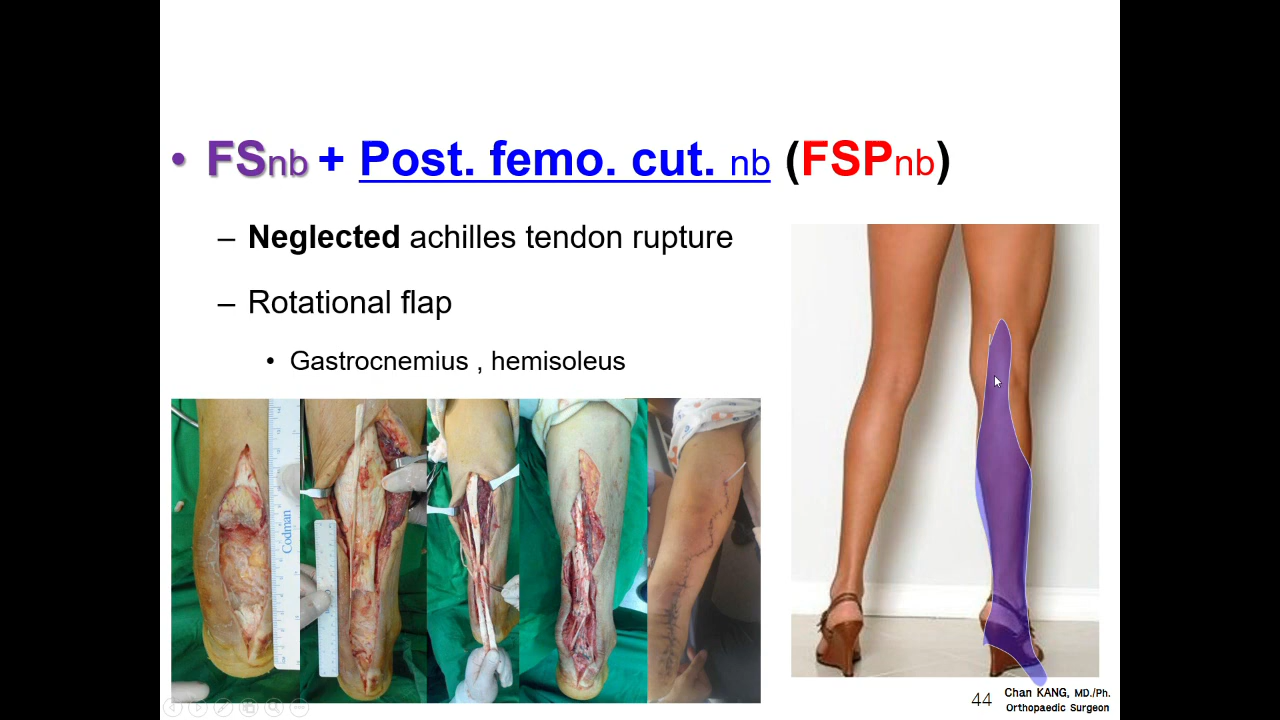 • FSnb + Post. femo. cut. nb (FSPnb)
– Neglected achilles tendon rupture
– Rotational flap
• Gastrocnemius , hemisoleus
Codman
44
Chan KANG, MD./Ph.
Orthopaedic Surgeon